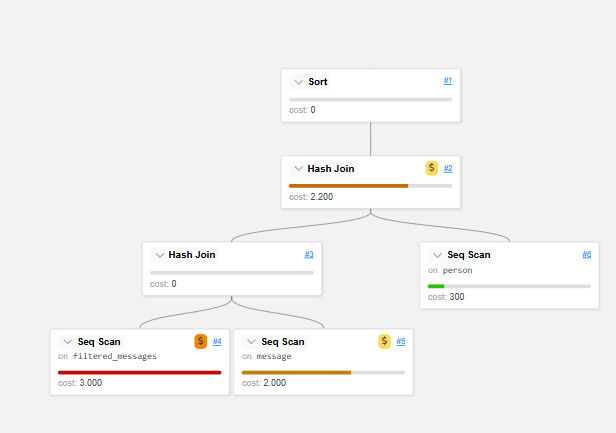 Sort #1
cost: 0
Hash Join $ #2
cost: 2.200
Hash Join #3
cost: 0
Seq Scan #6
on person
cost: 300
Seq Scan $ #4
on filtered_messages
cost: 3.000
Seq Scan $ #5
on message
cost: 2.000